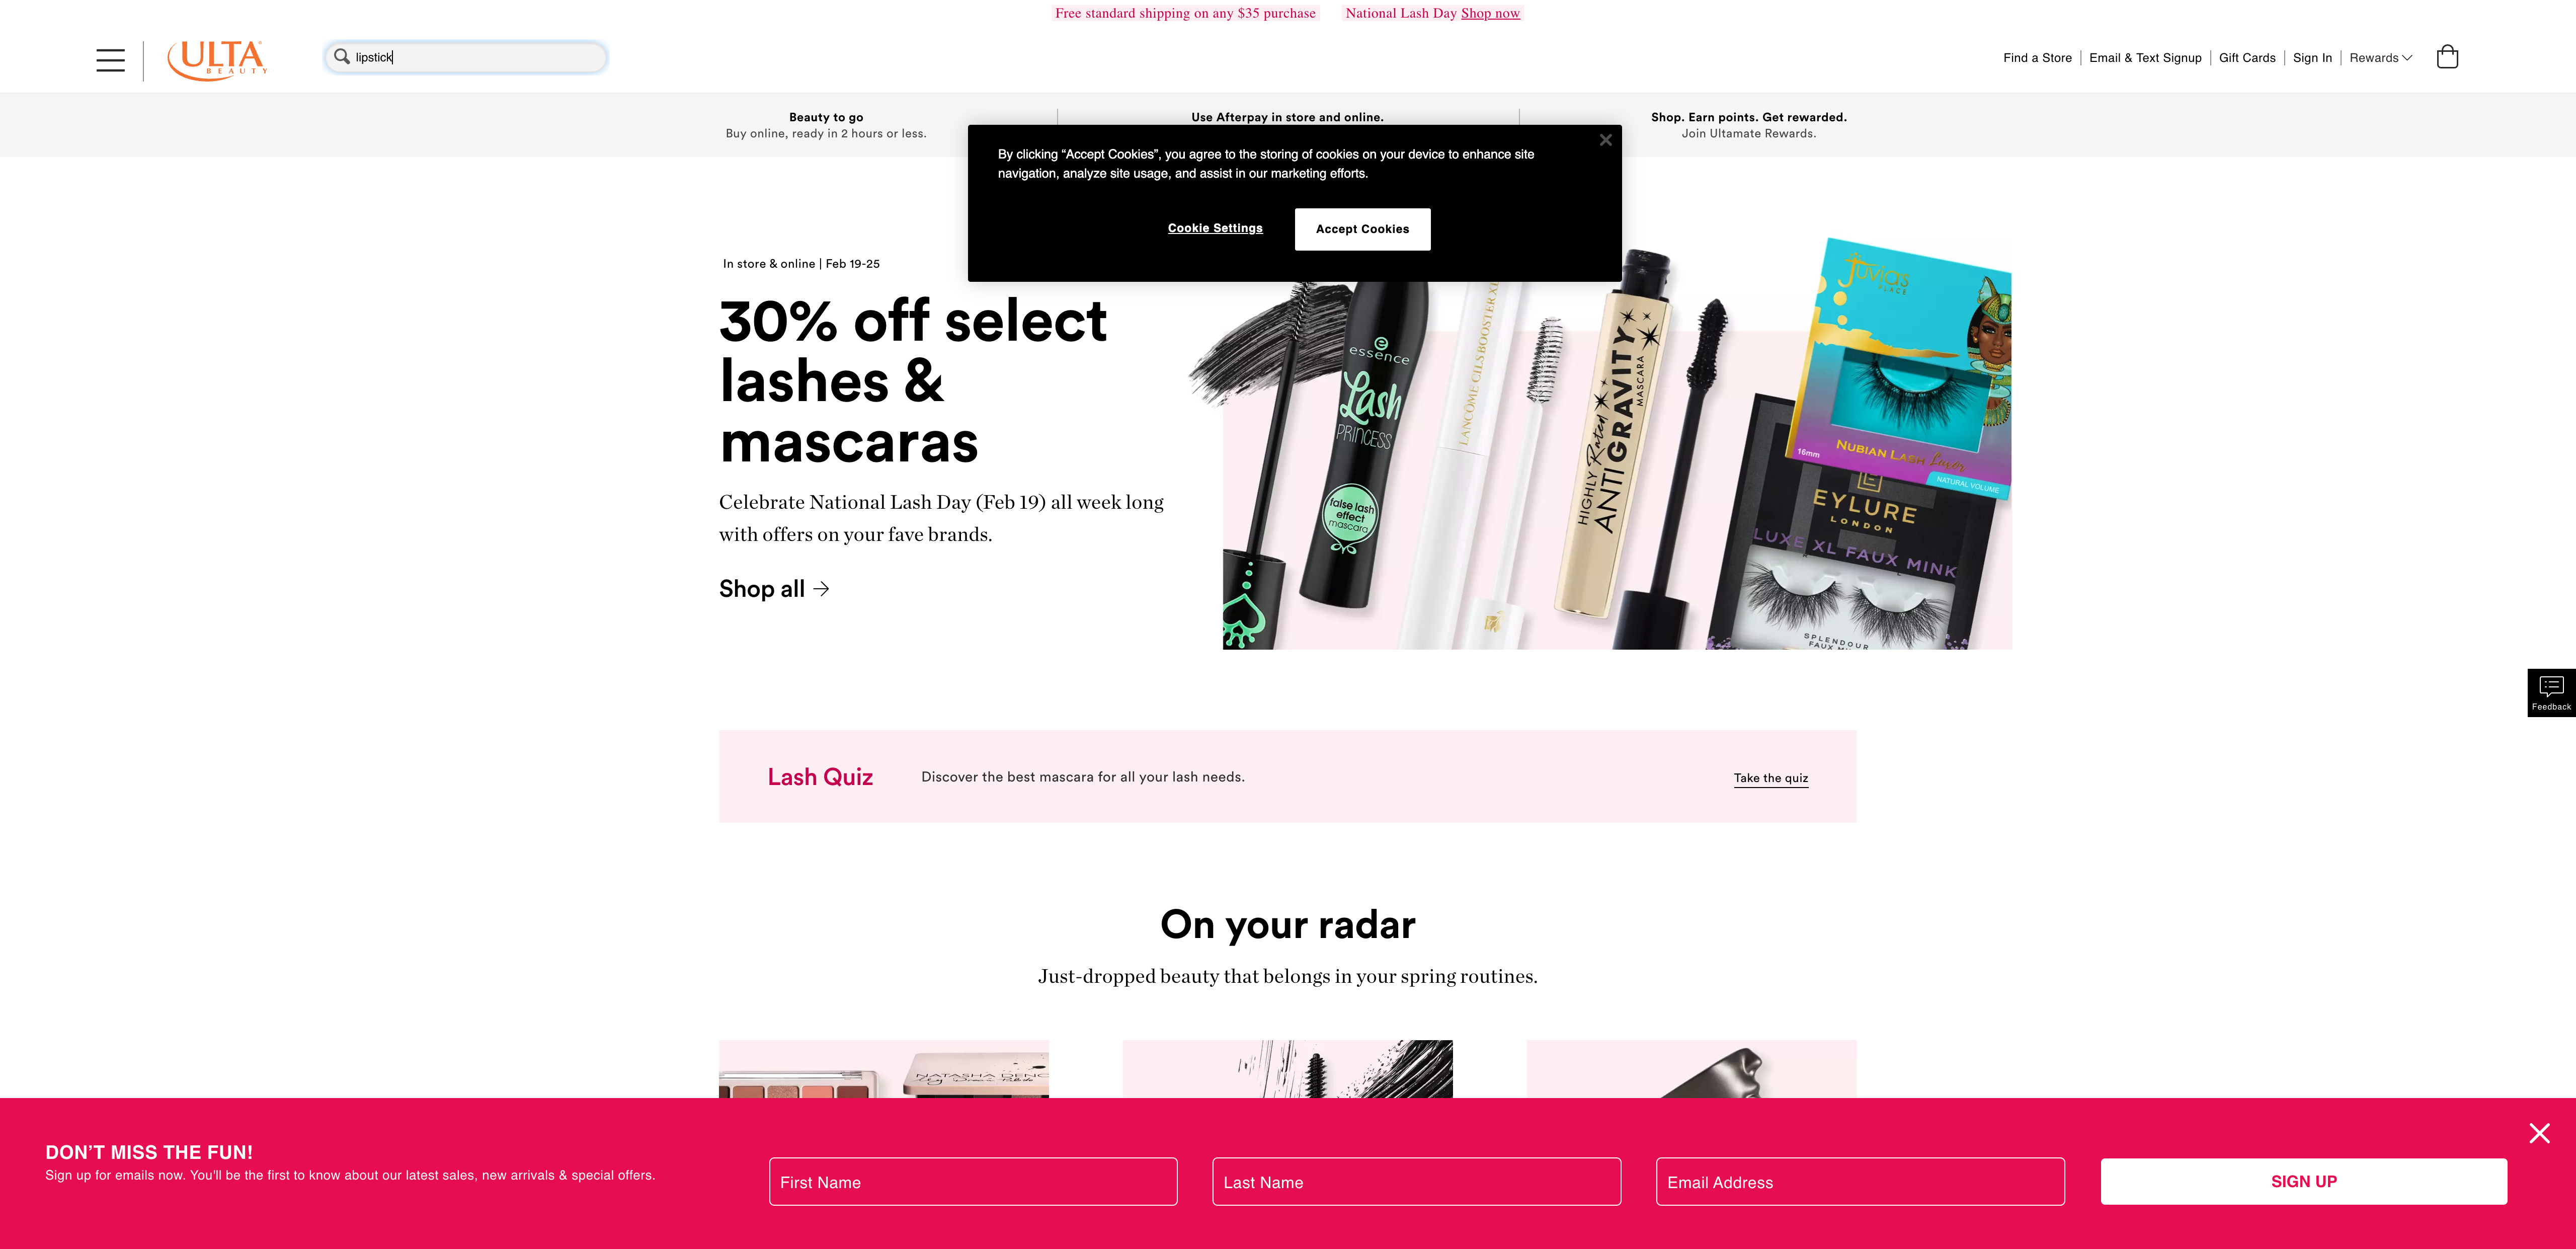 Free standard shipping on any $35 purchase
National Lash Day Shop now
ULTA
BEAUTY
lipstick
Find a Store
Email & Text Signup
Gift Cards
Sign In
Rewards
Beauty to go
Buy online, ready in 2 hours or less.
Use Afterpay in store and online.
Shop. Earn points. Get rewarded.
Join Ultamate Rewards.
By clicking “Accept Cookies”, you agree to the storing of cookies on your device to enhance site
navigation, analyze site usage, and assist in our marketing efforts.
Cookie Settings
Accept Cookies
In store & online | Feb 19-25
30% off select
lashes &
mascaras
Celebrate National Lash Day (Feb 19) all week long
with offers on your fave brands.
Shop all
essence
Lash
PRINCESS
false lash
effect
mascara
LANCOME CILS BOOSTER XL
HIGHLY Rated
ANTI GRAVITY
MASCARA
Juvia's
PLACE
NUBIAN Lash Lover
16mm
NATURAL VOLUME
EYLURE
LONDON
LUXE XL FAUX MINK
SPLENDOUR
Feedback
Lash Quiz
Discover the best mascara for all your lash needs.
Take the quiz
On your radar
Just-dropped beauty that belongs in your spring routines.
NATASHA DENO
DON’T MISS THE FUN!
Sign up for emails now. You'll be the first to know about our latest sales, new arrivals & special offers.
First Name
Last Name
Email Address
SIGN UP